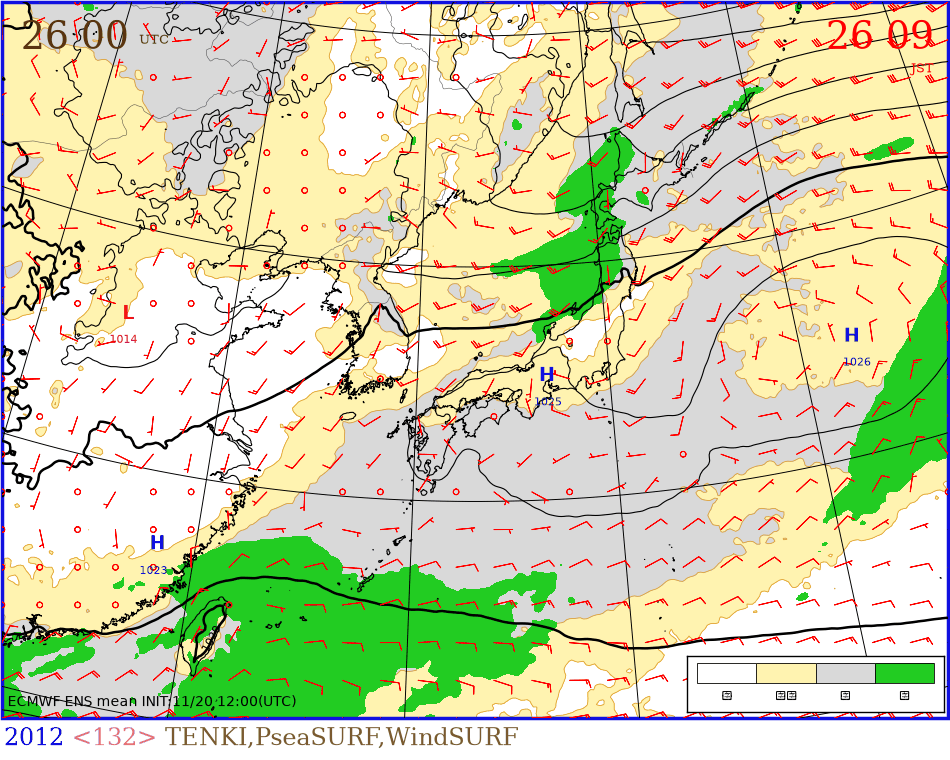 26 00 UTC
26 09
JST
L
1014
H
1026
H
1025
H
1023
ECMWF ENS mean INIT:11/20 12:00(UTC)
2012 <132> TENKI,PseaSURF,WindSURF